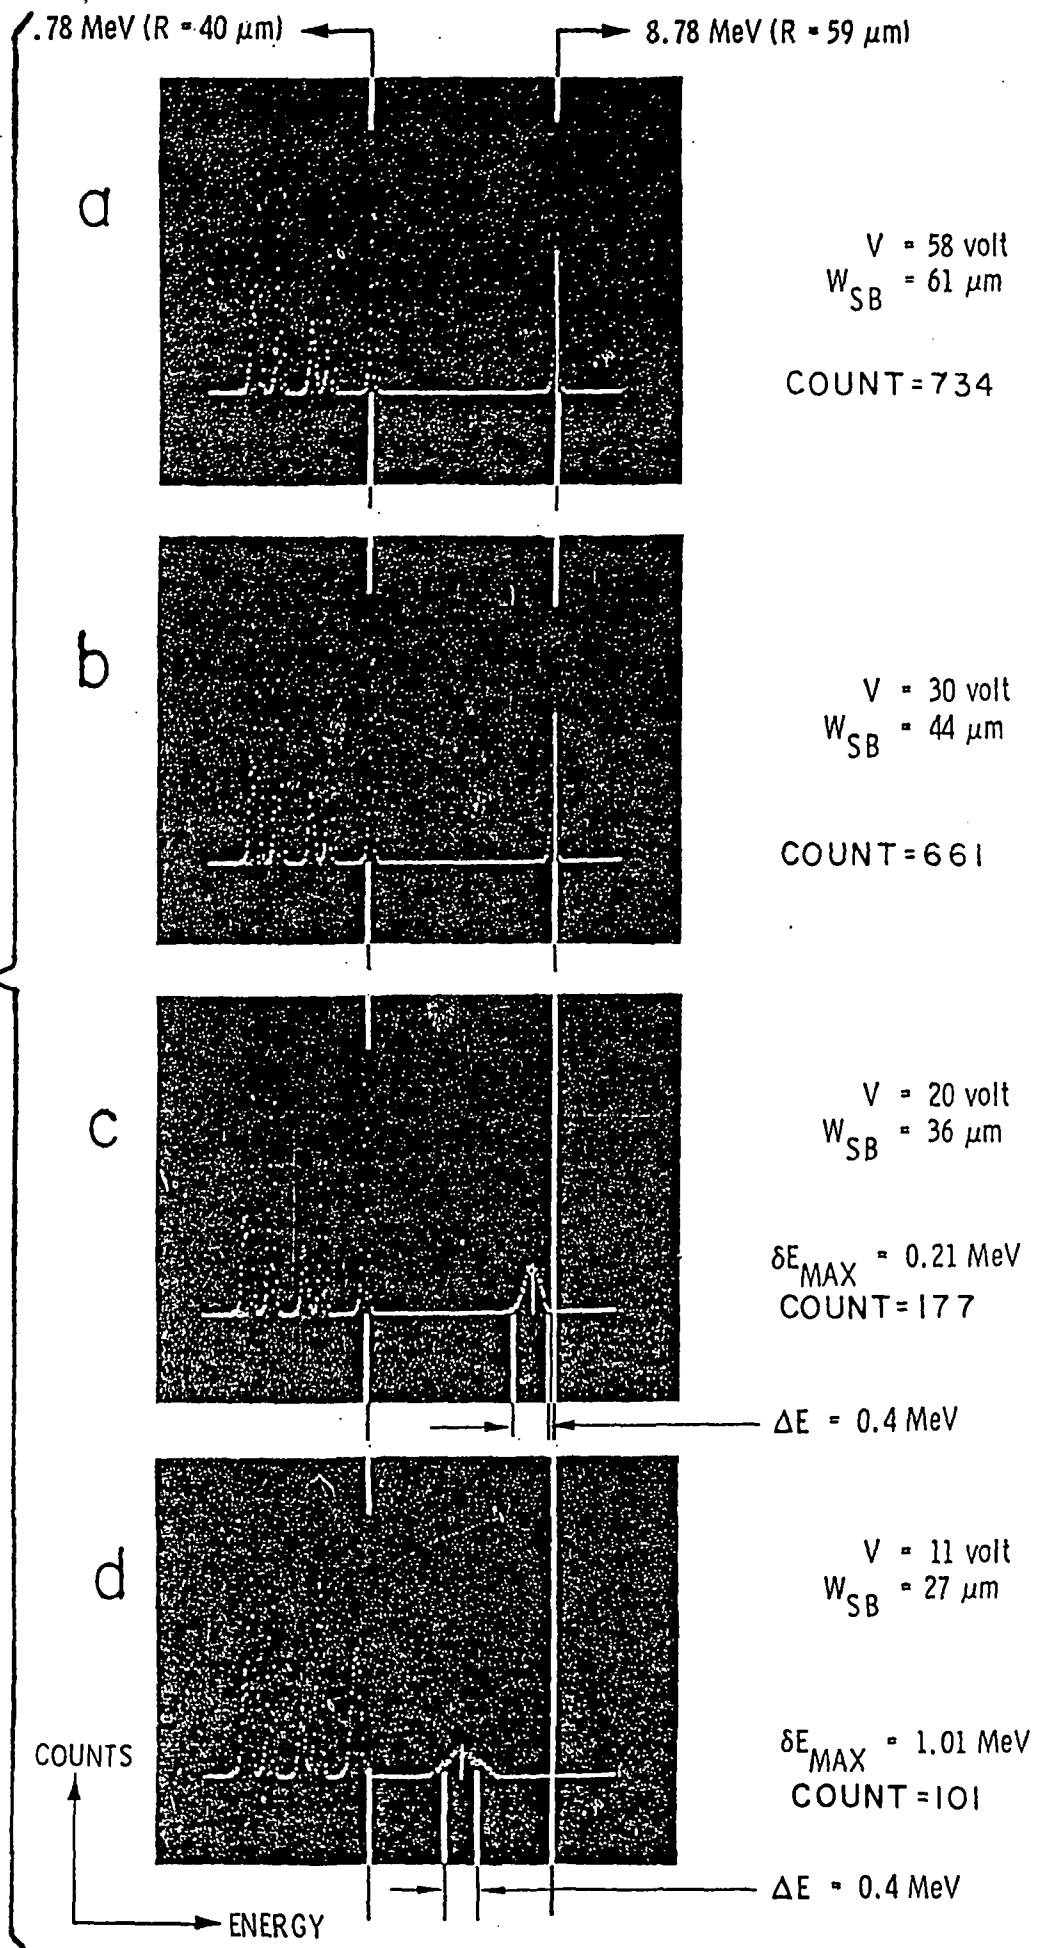 .78 MeV (R = 40 μm)
8.78 MeV (R = 59 μm)
a
V = 58 volt
W_SB = 61 μm
COUNT=734
b
V = 30 volt
W_SB = 44 μm
COUNT=661
c
V = 20 volt
W_SB = 36 μm
δE_MAX = 0.21 MeV
COUNT=177
ΔE = 0.4 MeV
d
V = 11 volt
W_SB = 27 μm
COUNTS
δE_MAX = 1.01 MeV
COUNT=101
ΔE = 0.4 MeV
ENERGY